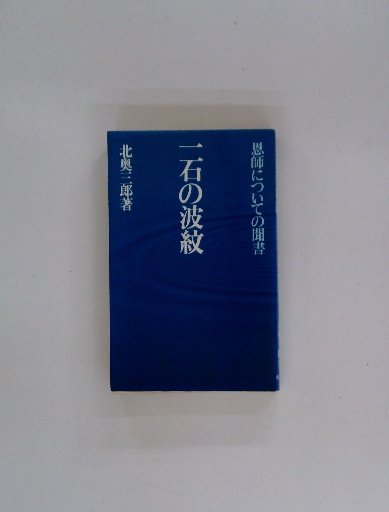 恩師についての聞書
一石の波紋
北奥三郎著